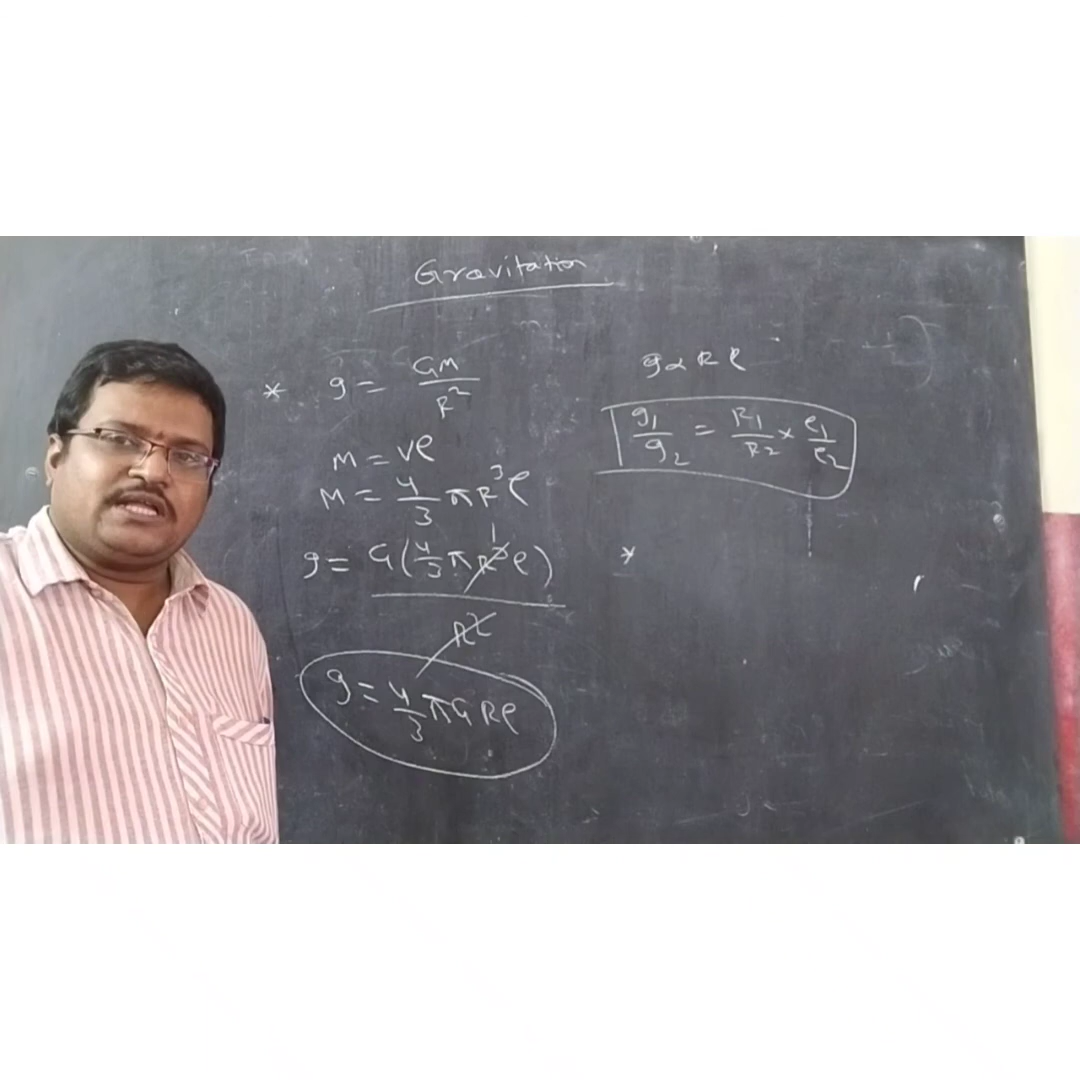 Gravitation
* g = GM/R²
M = vρ
M = 4/3 πR³ρ
g = G(4/3 πR³ρ)/R²
1
g = 4/3 πGRρ
g α Rρ
g₁/g₂ = R₁/R₂ × ρ₁/ρ₂
*